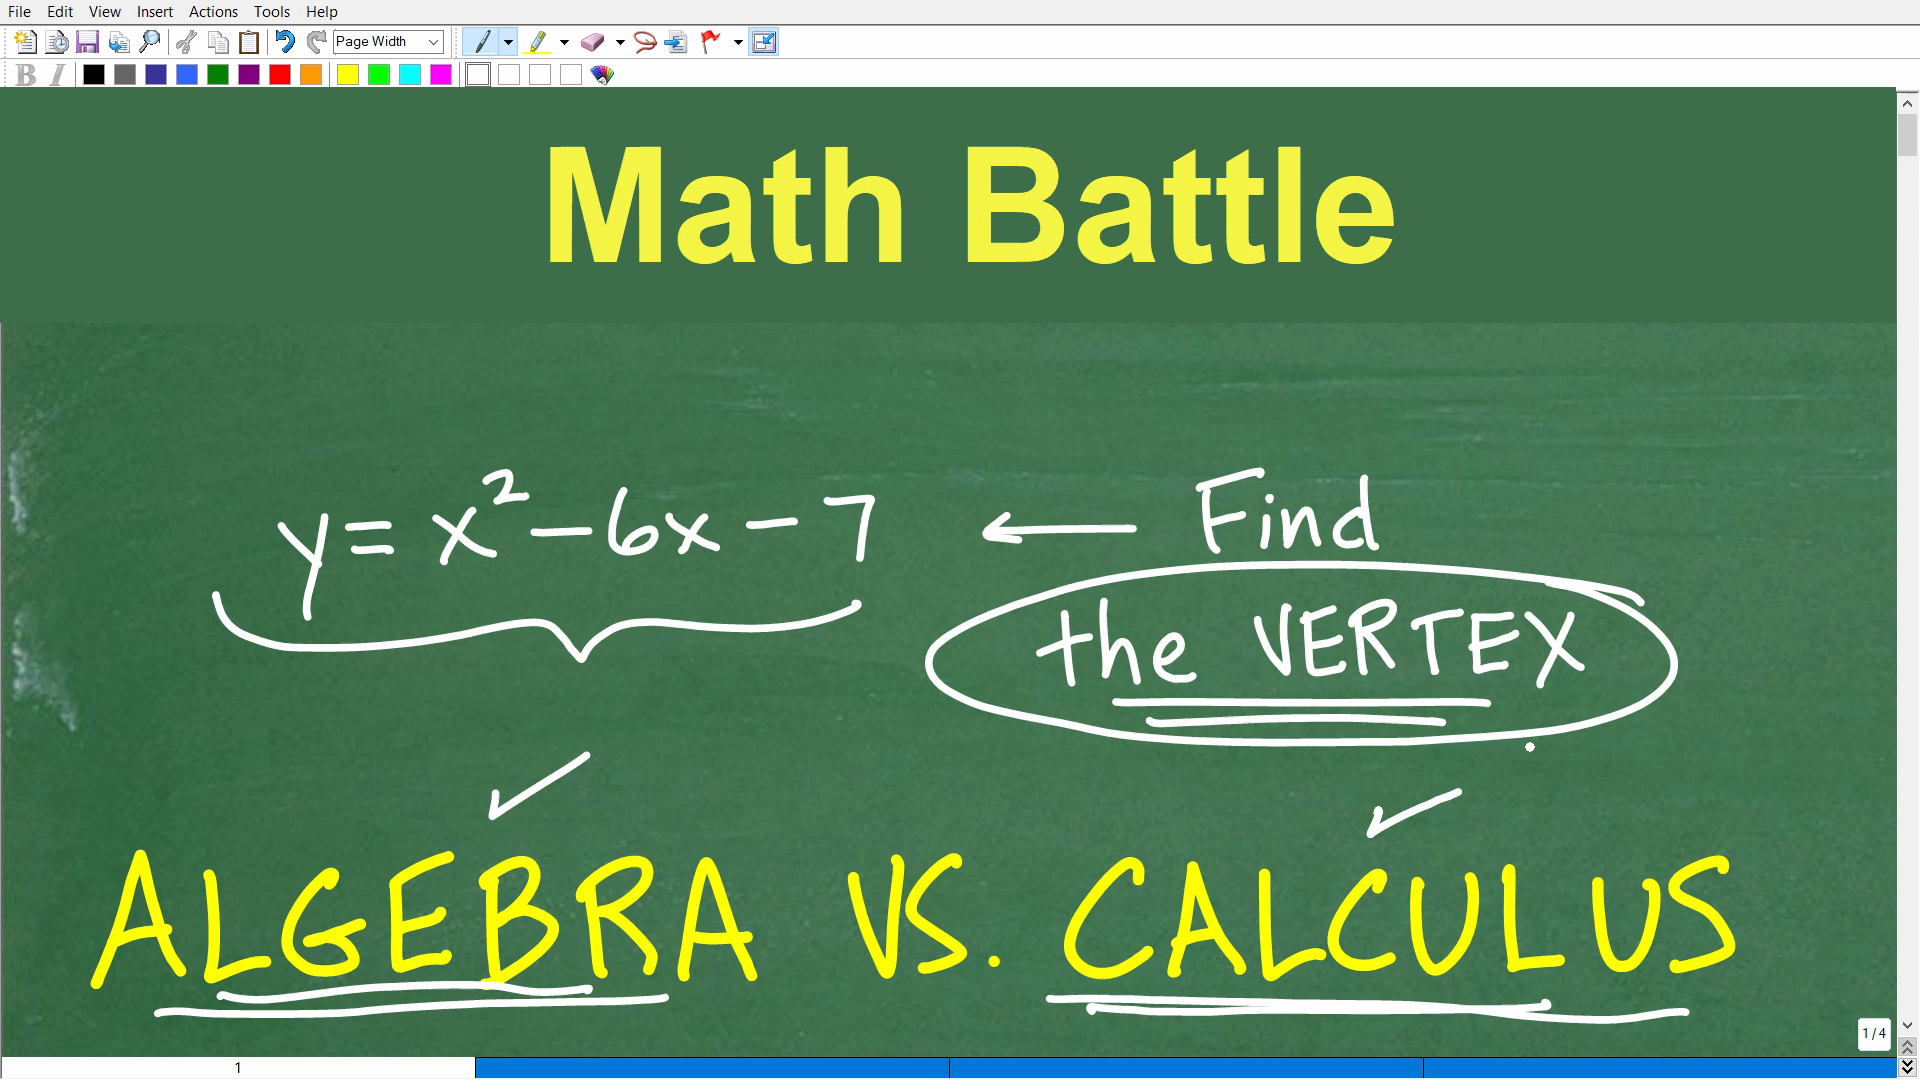 File Edit View Insert Actions Tools Help
Page Width
B I
Math Battle
y = x² - 6x - 7 ← Find
the VERTEX
ALGEBRA VS. CALCULUS
1 / 4
1